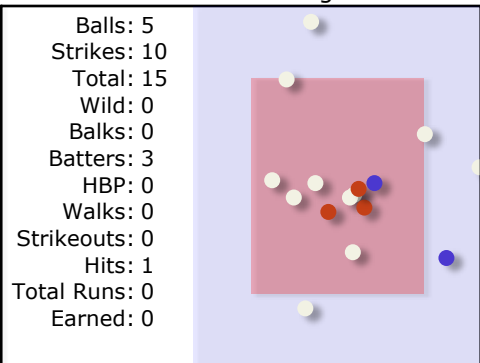 Balls: 5
Strikes: 10
Total: 15
Wild: 0
Balks: 0
Batters: 3
HBP: 0
Walks: 0
Strikeouts: 0
Hits: 1
Total Runs: 0
Earned: 0